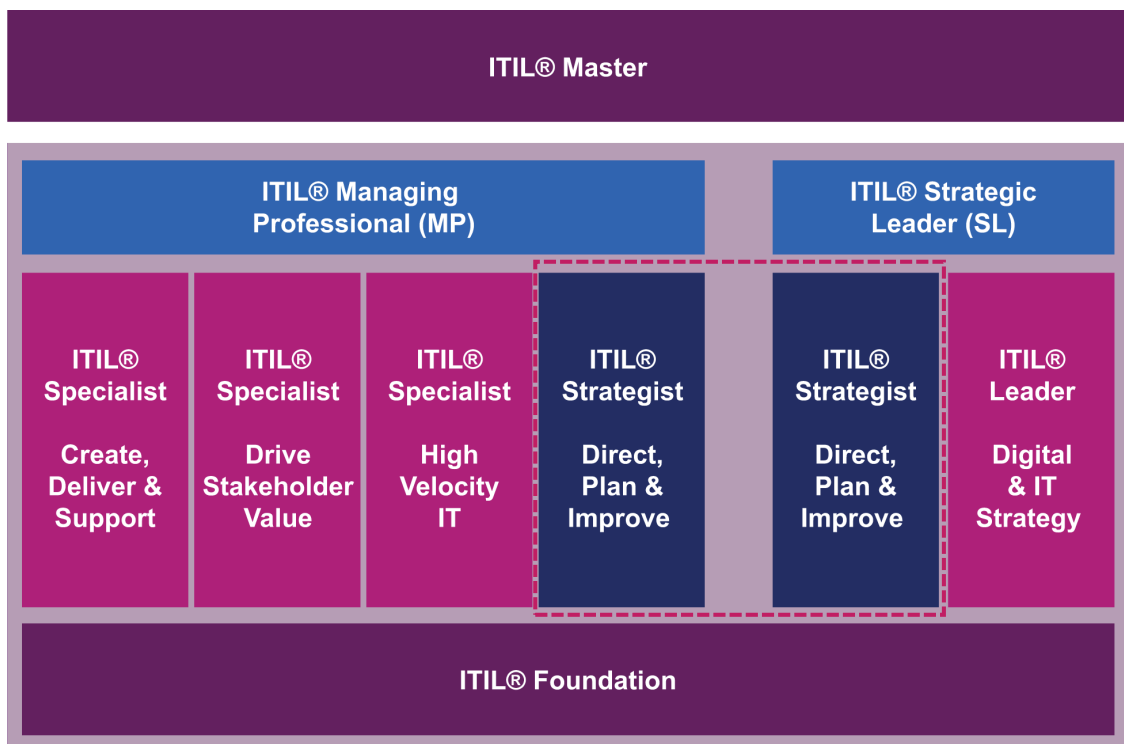 ITIL® Master
ITIL® Managing
Professional (MP)
ITIL® Strategic
Leader (SL)
ITIL®
Specialist
Create,
Deliver &
Support
ITIL®
Specialist
Drive
Stakeholder
Value
ITIL®
Specialist
High
Velocity
IT
ITIL®
Strategist
Direct,
Plan &
Improve
ITIL®
Strategist
Direct,
Plan &
Improve
ITIL®
Leader
Digital
& IT
Strategy
ITIL® Foundation